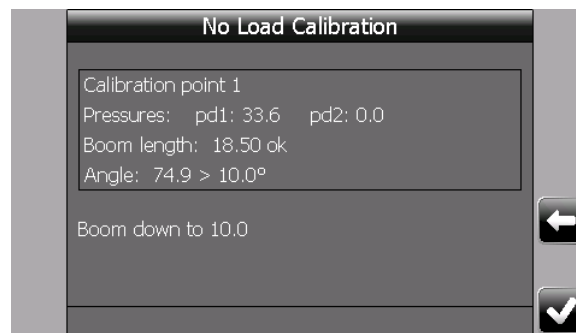 No Load Calibration
Calibration point 1
Pressures: pd1: 33.6 pd2: 0.0
Boom length: 18.50 ok
Angle: 74.9 > 10.0º
Boom down to 10.0